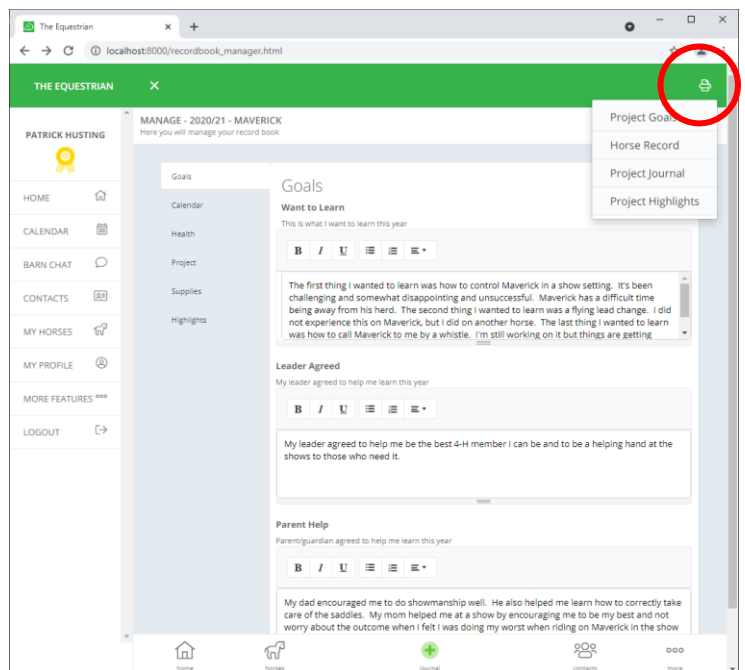 The Equestrian
localhost:8000/recordbook_manager.html
THE EQUESTRIAN
PATRICK HUSTING
HOME
CALENDAR
BARN CHAT
CONTACTS
MY HORSES
MY PROFILE
MORE FEATURES
LOGOUT
MANAGE - 2020/21 - MAVERICK
Here you will manage your record book
Project Goals
Horse Record
Project Journal
Project Highlights
Goals
Calendar
Health
Project
Supplies
Highlights
Goals
Want to Learn
This is what I want to learn this year
B I U
The first thing I wanted to learn was how to control Maverick in a show setting. It's been
challenging and somewhat disappointing and unsuccessful. Maverick has a difficult time
being away from his herd. The second thing I wanted to learn was a flying lead change. I did
not experience this on Maverick, but I did on another horse. The last thing I wanted to learn
was how to call Maverick to me by a whistle. I'm still working on it but things are getting
Leader Agreed
My leader agreed to help me learn this year
B I U
My leader agreed to help me be the best 4-H member I can be and to be a helping hand at the
shows to those who need it.
Parent Help
Parent/guardian agreed to help me learn this year
B I U
My dad encouraged me to do showmanship well. He also helped me learn how to correctly take
care of the saddles. My mom helped me at a show by encouraging me to be my best and not
worry about the outcome when I felt I was doing my worst when riding on Maverick in the show
home
horses
journal
contacts
more